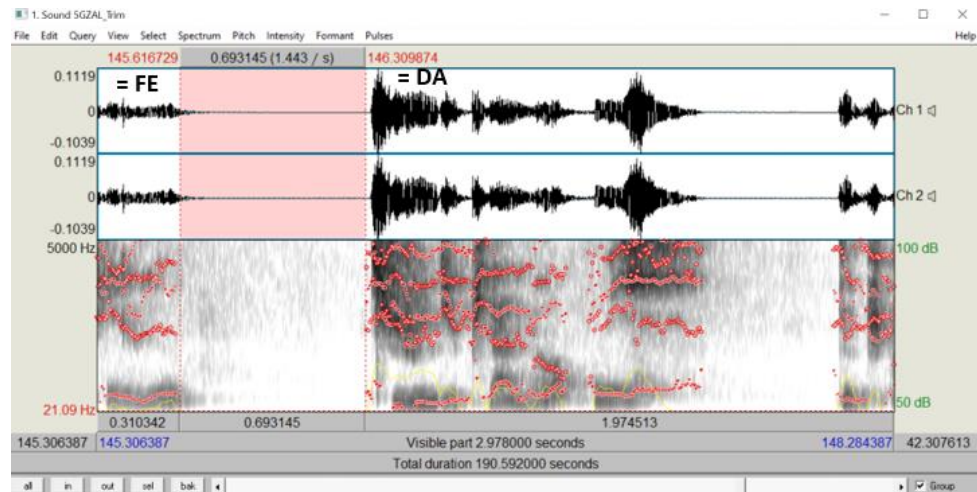 1. Sound SGZAL_Trim
File Edit Query View Select Spectrum Pitch Intensity Formant Pulses Help
145.616729 0.693145 (1.443 / s) 146.309874
0.1119
= FE = DA
0 Ch 1
-0.1039
0.1119
0 Ch 2
-0.1039
5000 Hz 100 dB
21.09 Hz 50 dB
0.310342 0.693145 1.974513
145.306387 145.306387 Visible part 2.978000 seconds 148.284387 42.307613
Total duration 190.592000 seconds
all in out sel bak Group